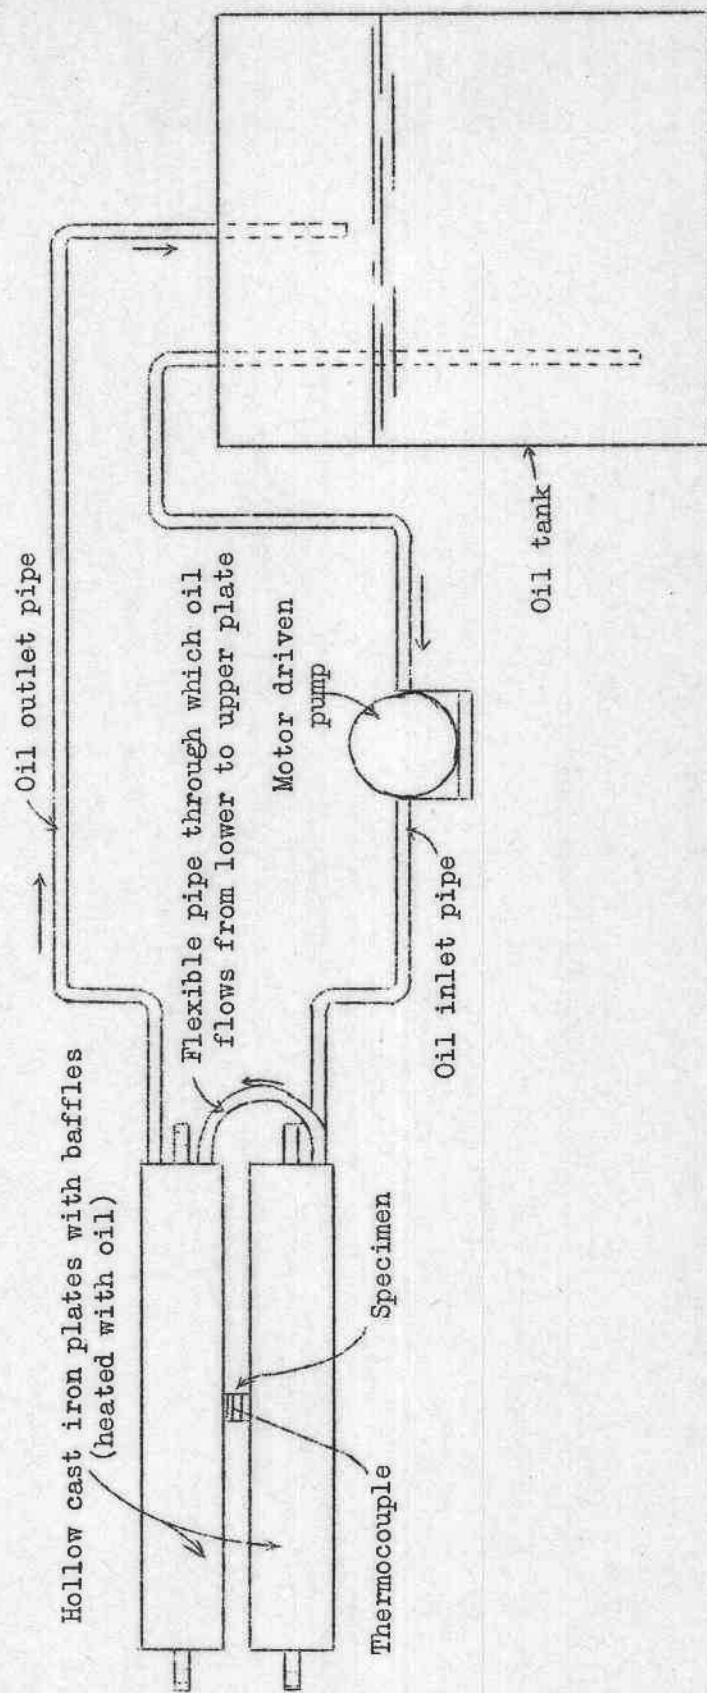 Oil outlet pipe
Hollow cast iron plates with baffles
(heated with oil)
Flexible pipe through which oil
flows from lower to upper plate
Motor driven
pump
Oil tank
Oil inlet pipe
Specimen
Thermocouple